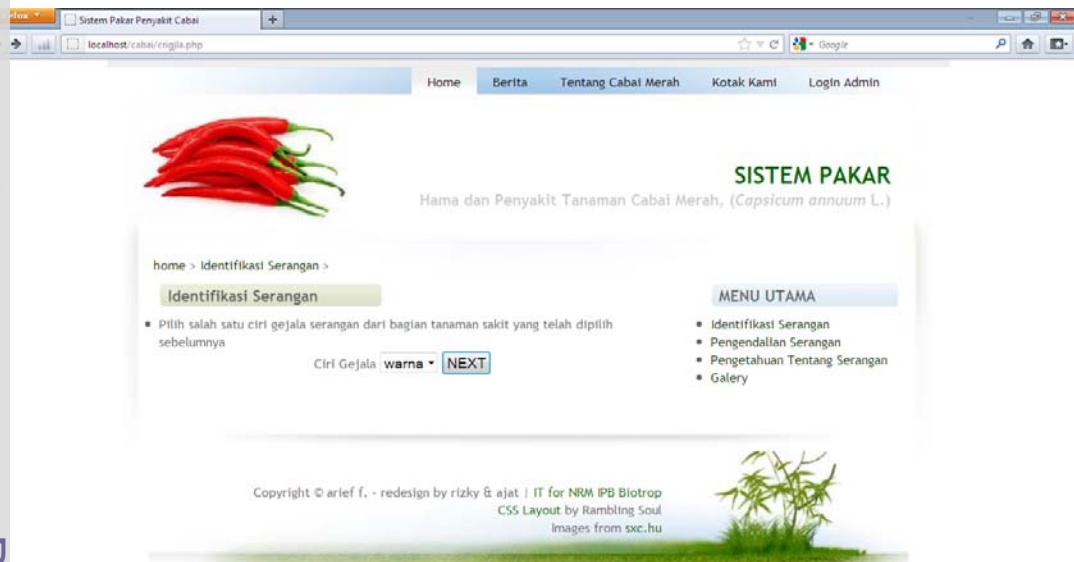 Sistem Pakar Penyakit Cabai
localhost/cabai/cngjla.php
Google
Home Berita Tentang Cabai Merah Kotak Kami Login Admin
SISTEM PAKAR
Hama dan Penyakit Tanaman Cabai Merah, (Capsicum annuum L.)
home > Identifikasi Serangan >
Identifikasi Serangan
Pilih salah satu ciri gejala serangan dari bagian tanaman sakit yang telah dipilih
sebelumnya
Ciri Gejala warna NEXT
MENU UTAMA
Identifikasi Serangan
Pengendalian Serangan
Pengetahuan Tentang Serangan
Galery
Copyright © arief f. - redesign by rizky & ajat | IT for NRM IPB Biotrop
CSS Layout by Rambling Soul
Images from sxc.hu